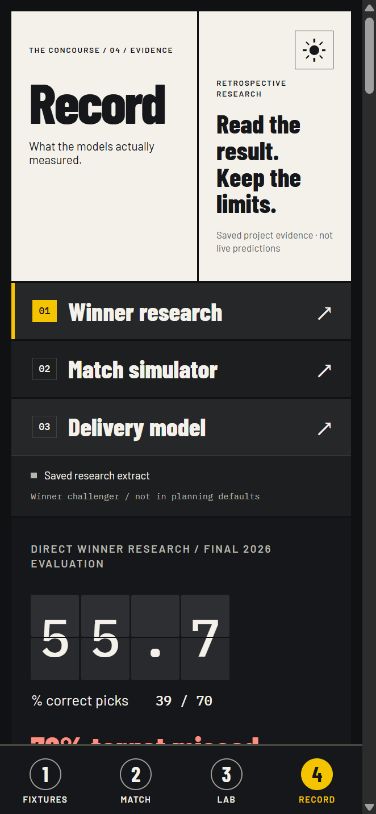 THE CONCOURSE / 04 / EVIDENCE
Record
What the models actually
measured.
RETROSPECTIVE
RESEARCH
Read the
result.
Keep the
limits.
Saved project evidence · not
live predictions
01 Winner research ↗
02 Match simulator ↗
03 Delivery model ↗
Saved research extract
Winner challenger / not in planning defaults
DIRECT WINNER RESEARCH / FINAL 2026
EVALUATION
55.7
% correct picks 39 / 70
70% target missed
1 2 3 4
FIXTURES MATCH LAB RECORD